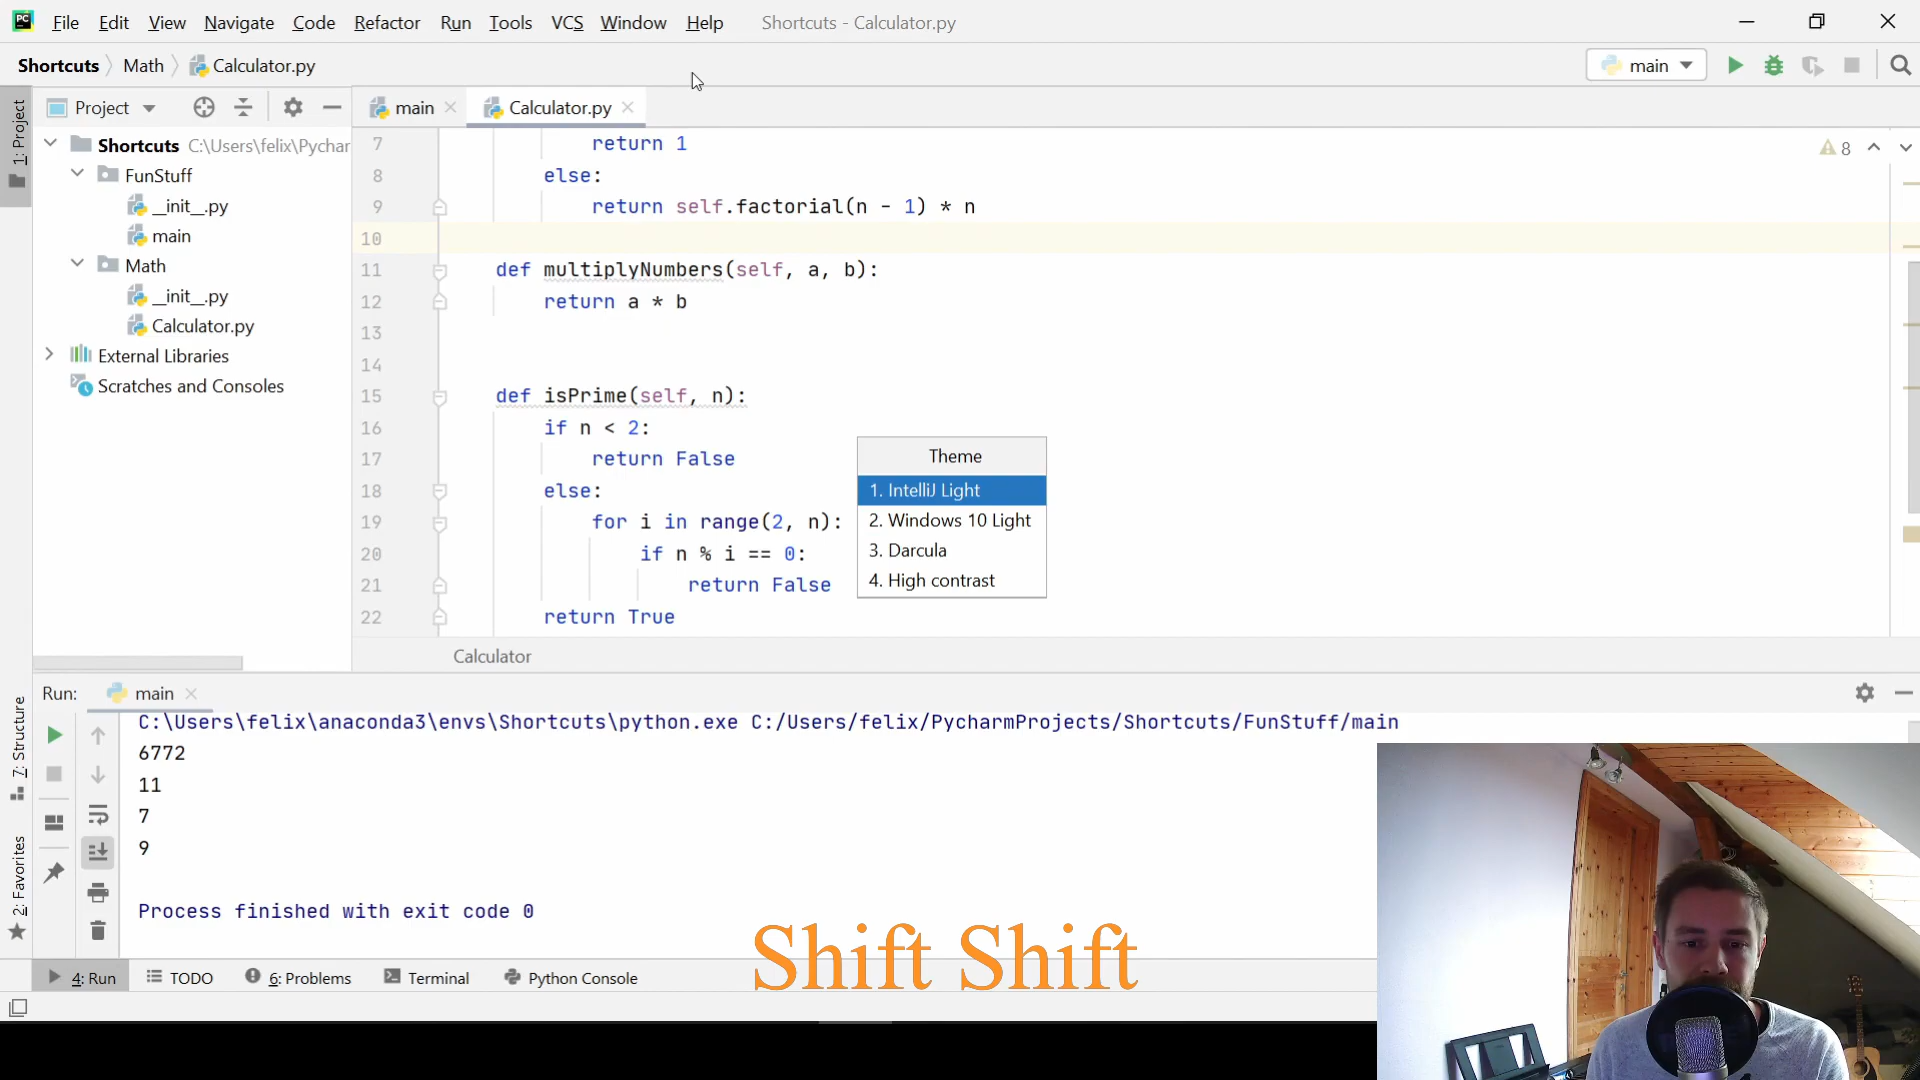 PC File Edit View Navigate Code Refactor Run Tools VCS Window Help Shortcuts - Calculator.py
Shortcuts Math Calculator.py main
1: Project
Project main Calculator.py
Shortcuts C:\Users\felix\Pychar
FunStuff
__init__.py
main
Math
__init__.py
Calculator.py
External Libraries
Scratches and Consoles
8
7 return 1
8 else:
9 return self.factorial(n - 1) * n
10
11 def multiplyNumbers(self, a, b):
12 return a * b
13
14
15 def isPrime(self, n):
16 if n < 2:
17 return False
18 else:
19 for i in range(2, n):
20 if n % i == 0:
21 return False
22 return True
Theme
1. IntelliJ Light
2. Windows 10 Light
3. Darcula
4. High contrast
Calculator
Run: main
7: Structure
2: Favorites
C:\Users\felix\anaconda3\envs\Shortcuts\python.exe C:/Users/felix/PycharmProjects/Shortcuts/FunStuff/main
6772
11
7
9
Process finished with exit code 0
Shift Shift
4: Run TODO 6: Problems Terminal Python Console